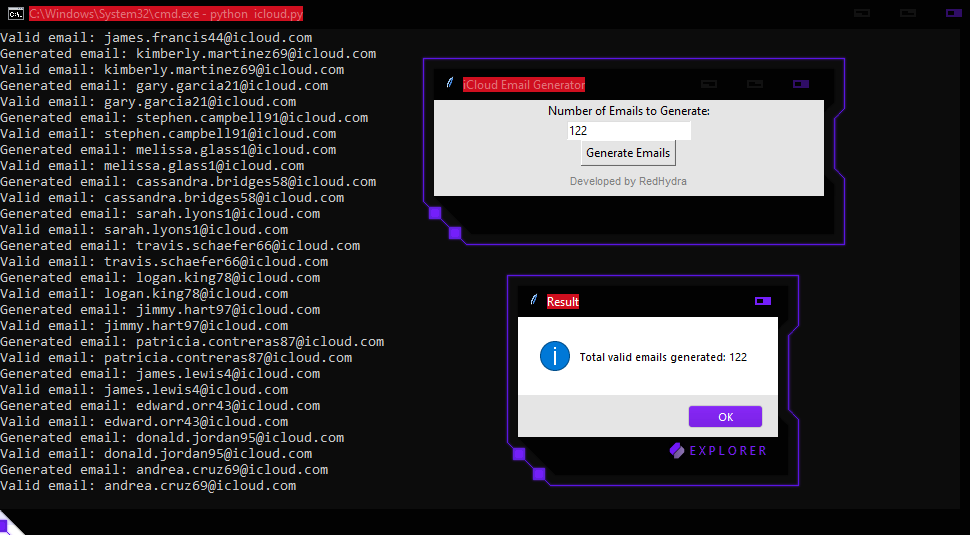 C:\Windows\System32\cmd.exe - python icloud.py
Valid email: james.francis44@icloud.com
Generated email: kimberly.martinez69@icloud.com
Valid email: kimberly.martinez69@icloud.com
Generated email: gary.garcia21@icloud.com
Valid email: gary.garcia21@icloud.com
Generated email: stephen.campbell91@icloud.com
Valid email: stephen.campbell91@icloud.com
Generated email: melissa.glass1@icloud.com
Valid email: melissa.glass1@icloud.com
Generated email: cassandra.bridges58@icloud.com
Valid email: cassandra.bridges58@icloud.com
Generated email: sarah.lyons1@icloud.com
Valid email: sarah.lyons1@icloud.com
Generated email: travis.schaefer66@icloud.com
Valid email: travis.schaefer66@icloud.com
Generated email: logan.king78@icloud.com
Valid email: logan.king78@icloud.com
Generated email: jimmy.hart97@icloud.com
Valid email: jimmy.hart97@icloud.com
Generated email: patricia.contreras87@icloud.com
Valid email: patricia.contreras87@icloud.com
Generated email: james.lewis4@icloud.com
Valid email: james.lewis4@icloud.com
Generated email: edward.orr43@icloud.com
Valid email: edward.orr43@icloud.com
Generated email: donald.jordan95@icloud.com
Valid email: donald.jordan95@icloud.com
Generated email: andrea.cruz69@icloud.com
Valid email: andrea.cruz69@icloud.com
iCloud Email Generator
Number of Emails to Generate:
122
Generate Emails
Developed by RedHydra
Result
Total valid emails generated: 122
OK
EXPLORER